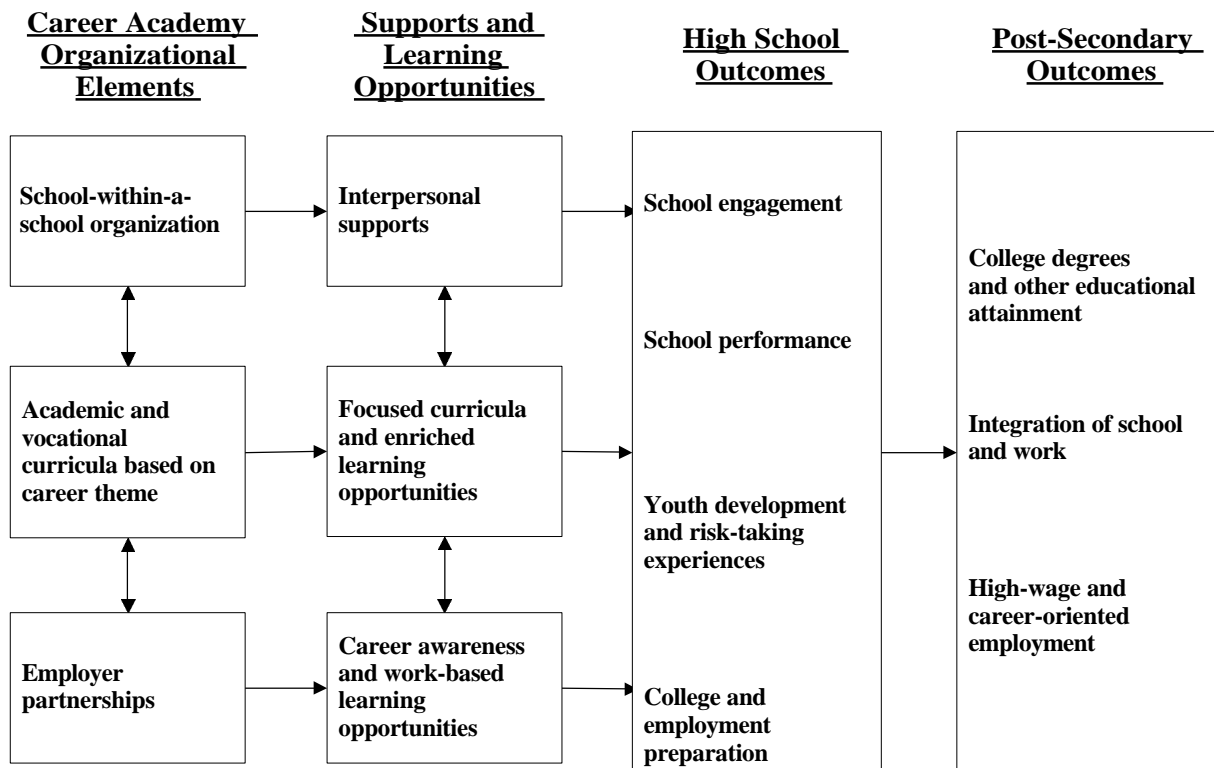 Career Academy
Organizational
Elements
Supports and
Learning
Opportunities
High School
Outcomes
Post-Secondary
Outcomes
School-within-a-
school organization
Interpersonal
supports
School engagement
School performance
Youth development
and risk-taking
experiences
College and
employment
preparation
College degrees
and other educational
attainment
Integration of school
and work
High-wage and
career-oriented
employment
Academic and
vocational
curricula based on
career theme
Focused curricula
and enriched
learning
opportunities
Employer
partnerships
Career awareness
and work-based
learning
opportunities